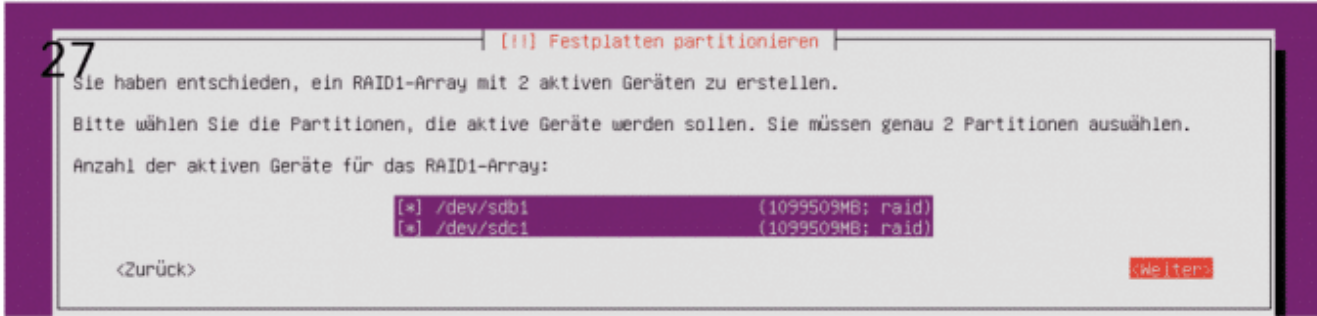 27
[!!] Festplatten partitionieren
Sie haben entschieden, ein RAID1-Array mit 2 aktiven Geräten zu erstellen.
Bitte wählen Sie die Partitionen, die aktive Geräte werden sollen. Sie müssen genau 2 Partitionen auswählen.
Anzahl der aktiven Geräte für das RAID1-Array:
[*] /dev/sdb1 (1099509MB; raid)
[*] /dev/sdc1 (1099509MB; raid)
<Zurück> <Weiter>